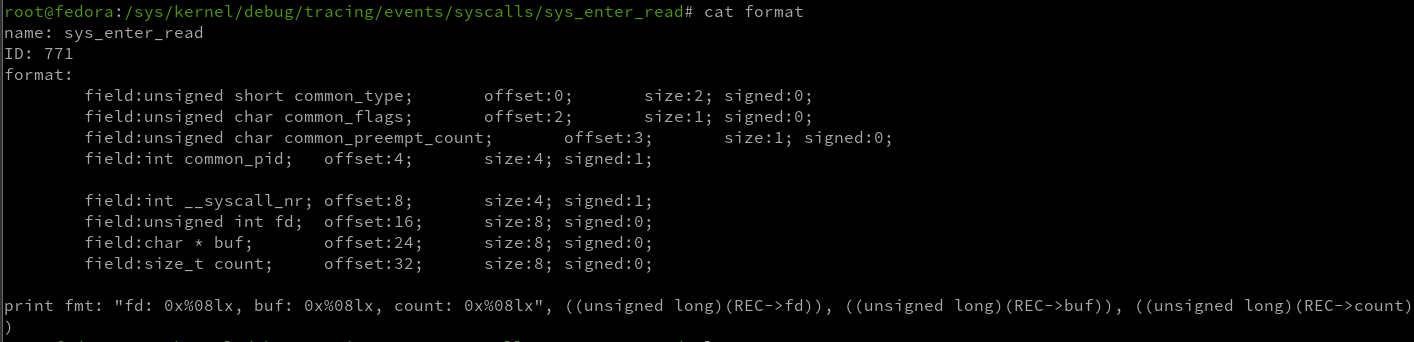 root@fedora:/sys/kernel/debug/tracing/events/syscalls/sys_enter_read# cat format
name: sys_enter_read
ID: 771
format:
	field:unsigned short common_type;	offset:0;	size:2;	signed:0;
	field:unsigned char common_flags;	offset:2;	size:1;	signed:0;
	field:unsigned char common_preempt_count;	offset:3;	size:1;	signed:0;
	field:int common_pid;	offset:4;	size:4;	signed:1;

	field:int __syscall_nr;	offset:8;	size:4;	signed:1;
	field:unsigned int fd;	offset:16;	size:8;	signed:0;
	field:char * buf;	offset:24;	size:8;	signed:0;
	field:size_t count;	offset:32;	size:8;	signed:0;

print fmt: "fd: 0x%08lx, buf: 0x%08lx, count: 0x%08lx", ((unsigned long)(REC->fd)), ((unsigned long)(REC->buf)), ((unsigned long)(REC->count)
)